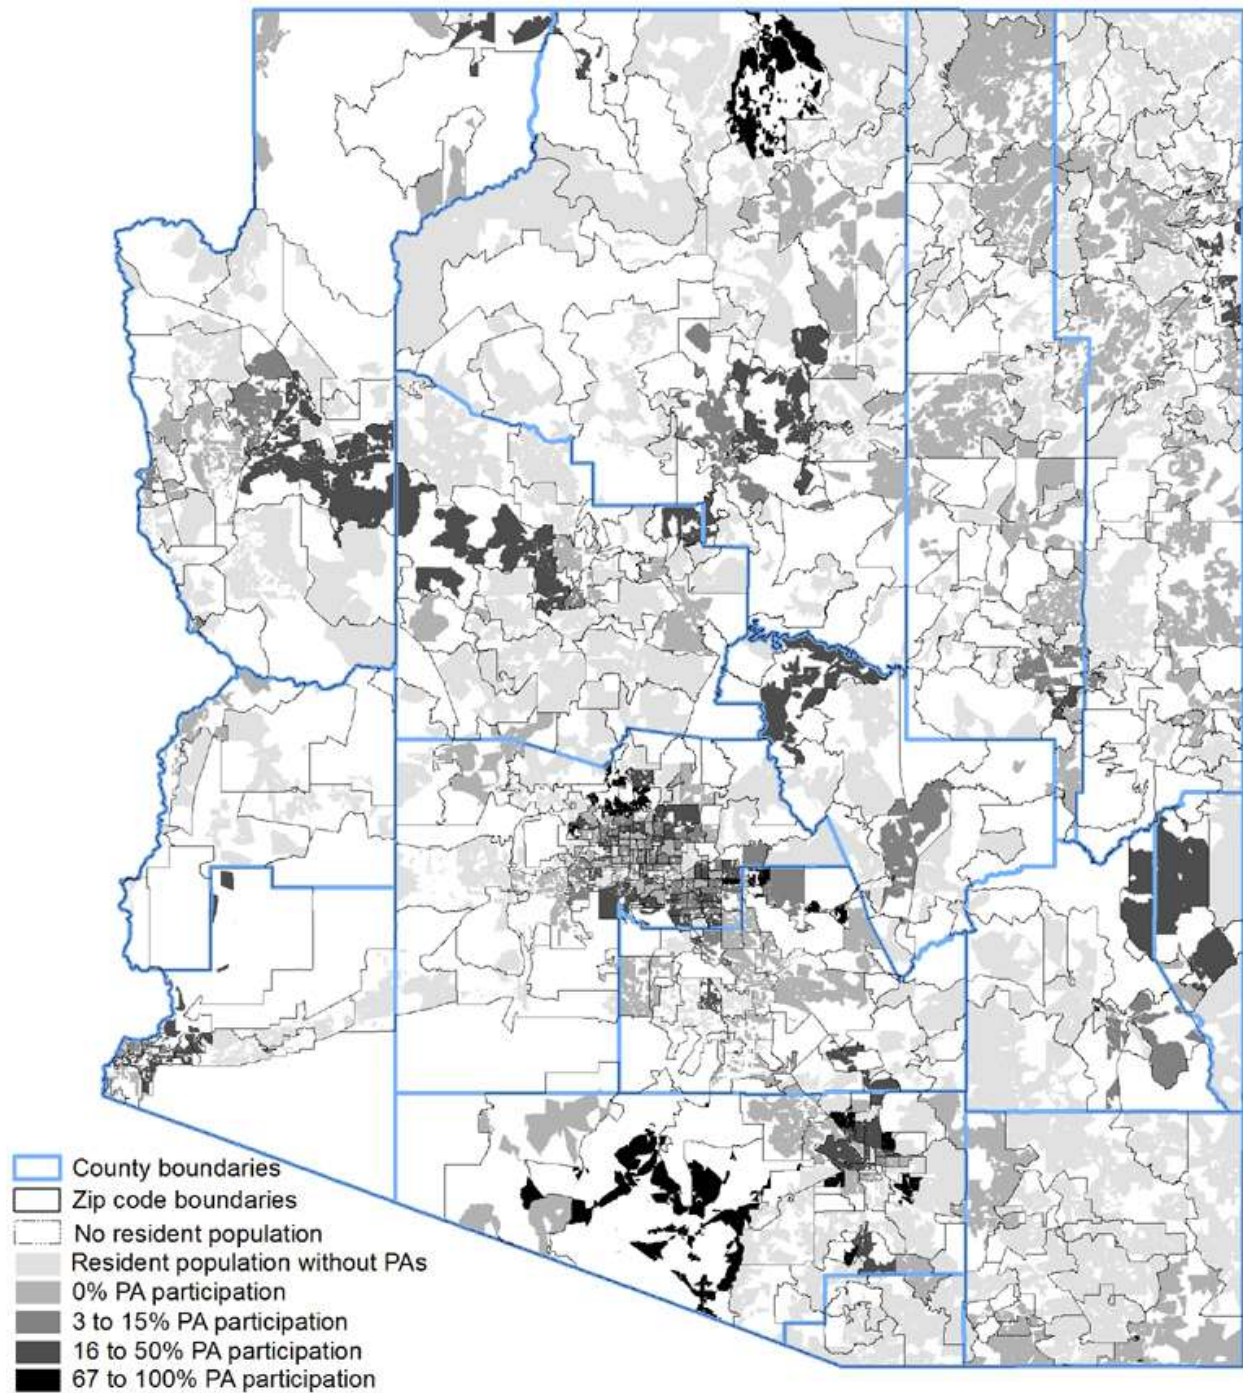 County boundaries
Zip code boundaries
No resident population
Resident population without PAs
0% PA participation
3 to 15% PA participation
16 to 50% PA participation
67 to 100% PA participation